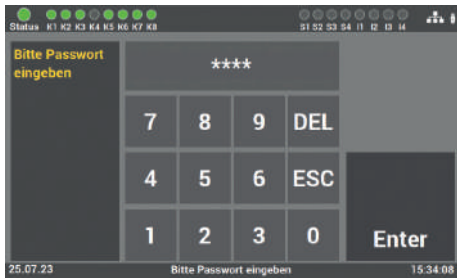 Status K1 K2 K3 K4 K5 K6 K7 K8 S1 S2 S3 S4 I1 I2 I3 I4
Bitte Passwort
eingeben
****
7 8 9 DEL
4 5 6 ESC
1 2 3 0
Enter
25.07.23 Bitte Passwort eingeben 15:34:08